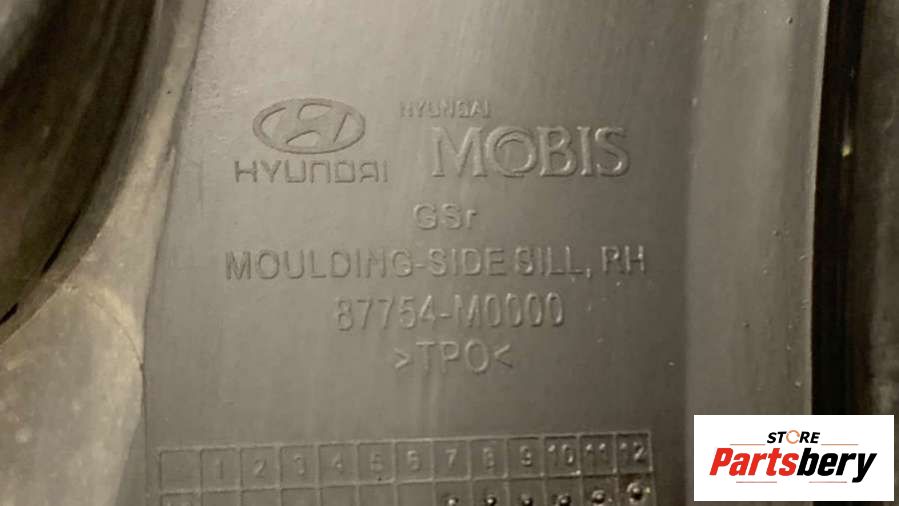 HYUNDAI
HYUNDAI
MOBIS
GSr
MOULDING-SIDE SILL, RH
87754-M0000
>TPO<
1 2 3 4 5 6 7 8 9 10 11 12
STORE
Partsbery